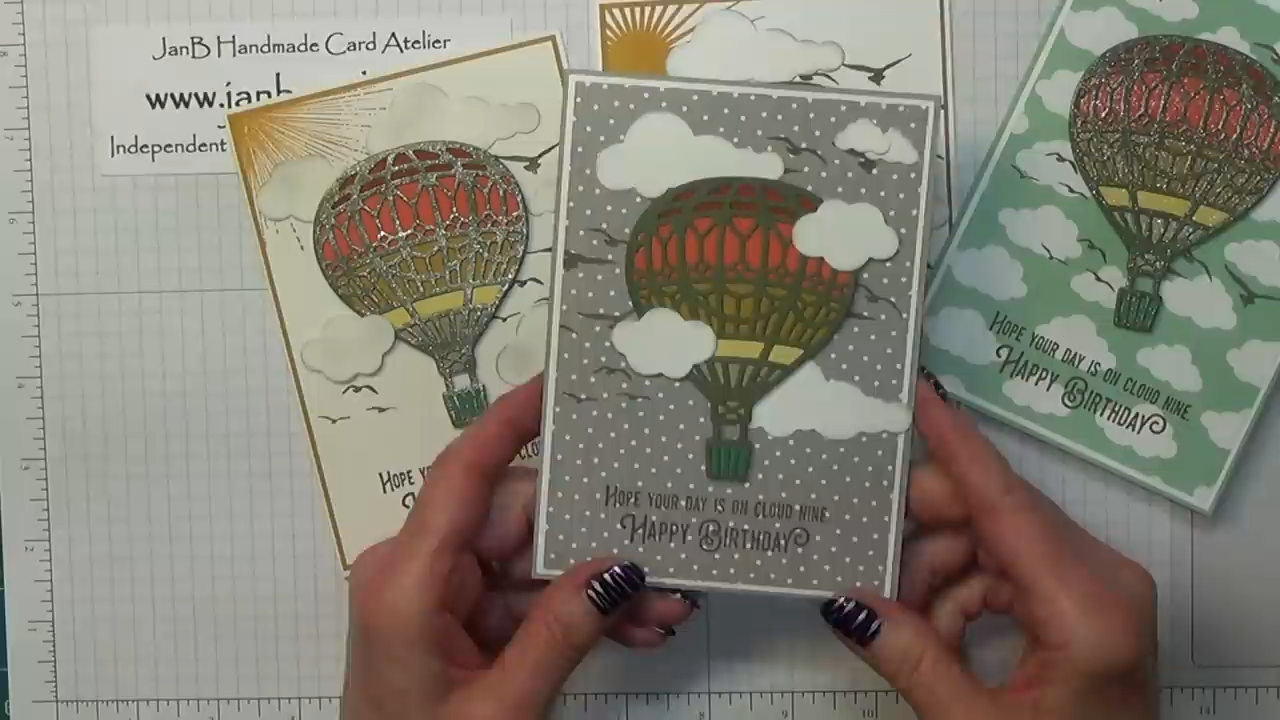 JanB Handmade Card Atelier
www.janb
Independent
HOPE YOUR DAY IS ON CLOUD NINE
HAPPY BIRTHDAY
HOPE YOUR DAY IS ON CLOUD NINE
HAPPY BIRTHDAY
HOPE